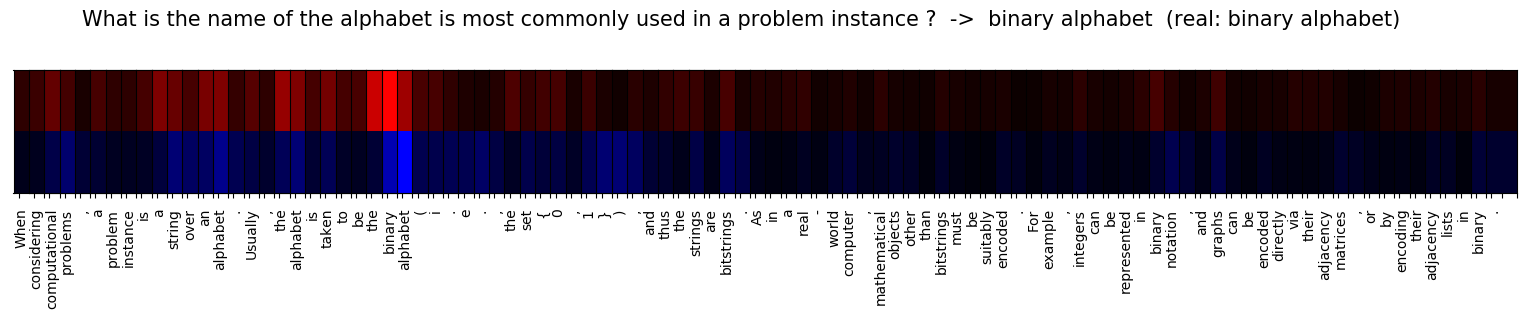 What is the name of the alphabet is most commonly used in a problem instance ?  ->  binary alphabet  (real: binary alphabet)
When considering computational problems , a problem instance is a string over an alphabet . Usually , the alphabet is taken to be the binary alphabet ( i . e . , the set { 0 , 1 } ) , and thus the strings are bitstrings . As in a real - world computer , mathematical objects other than bitstrings must be suitably encoded . For example , integers can be represented in binary notation , and graphs can be encoded directly via their adjacency matrices , or by encoding their adjacency lists in binary .